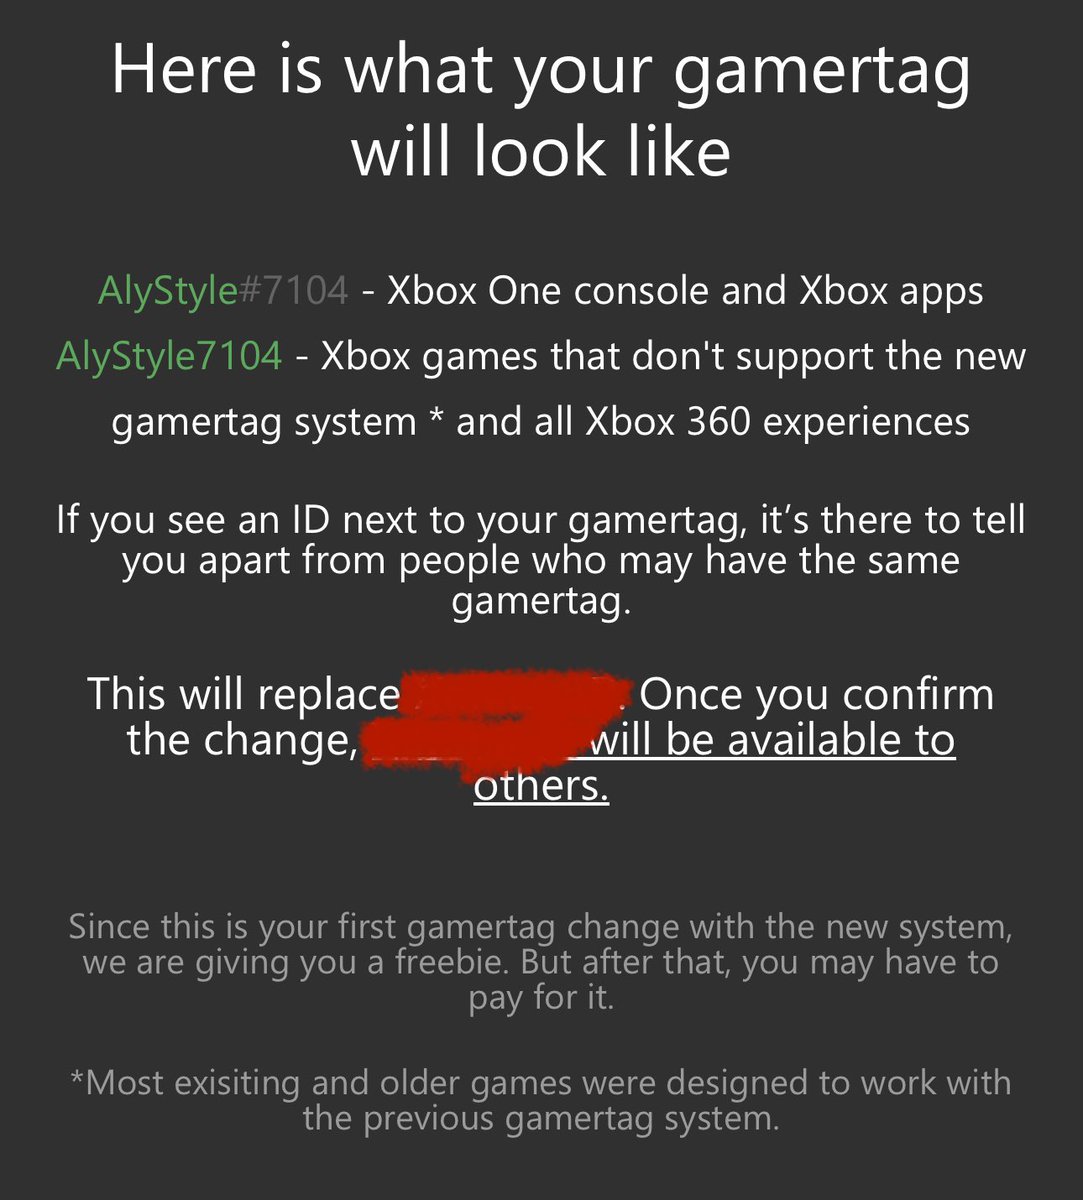 Here is what your gamertag
will look like
AlyStyle#7104 - Xbox One console and Xbox apps
AlyStyle7104 - Xbox games that don't support the new
gamertag system * and all Xbox 360 experiences
If you see an ID next to your gamertag, it’s there to tell
you apart from people who may have the same
gamertag.
This will replace . Once you confirm
the change, will be available to
others.
Since this is your first gamertag change with the new system,
we are giving you a freebie. But after that, you may have to
pay for it.
*Most exisiting and older games were designed to work with
the previous gamertag system.